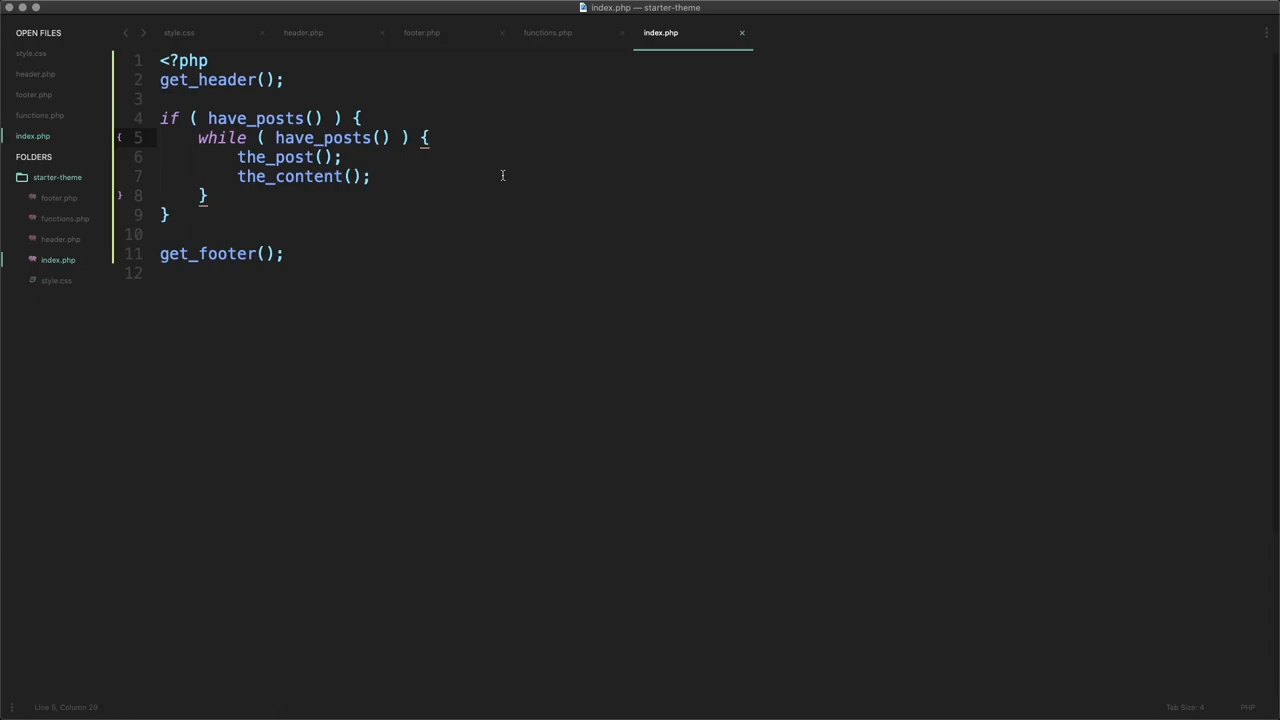 index.php — starter-theme
OPEN FILES
style.css
header.php
footer.php
functions.php
index.php
FOLDERS
starter-theme
footer.php
functions.php
header.php
index.php
style.css
style.css × header.php × footer.php × functions.php × index.php ×
1 <?php
2 get_header();
3
4 if ( have_posts() ) {
{ 5 while ( have_posts() ) {
6 the_post();
7 the_content();
} 8 }
9 }
10
11 get_footer();
12
Line 5, Column 29
Tab Size: 4
PHP